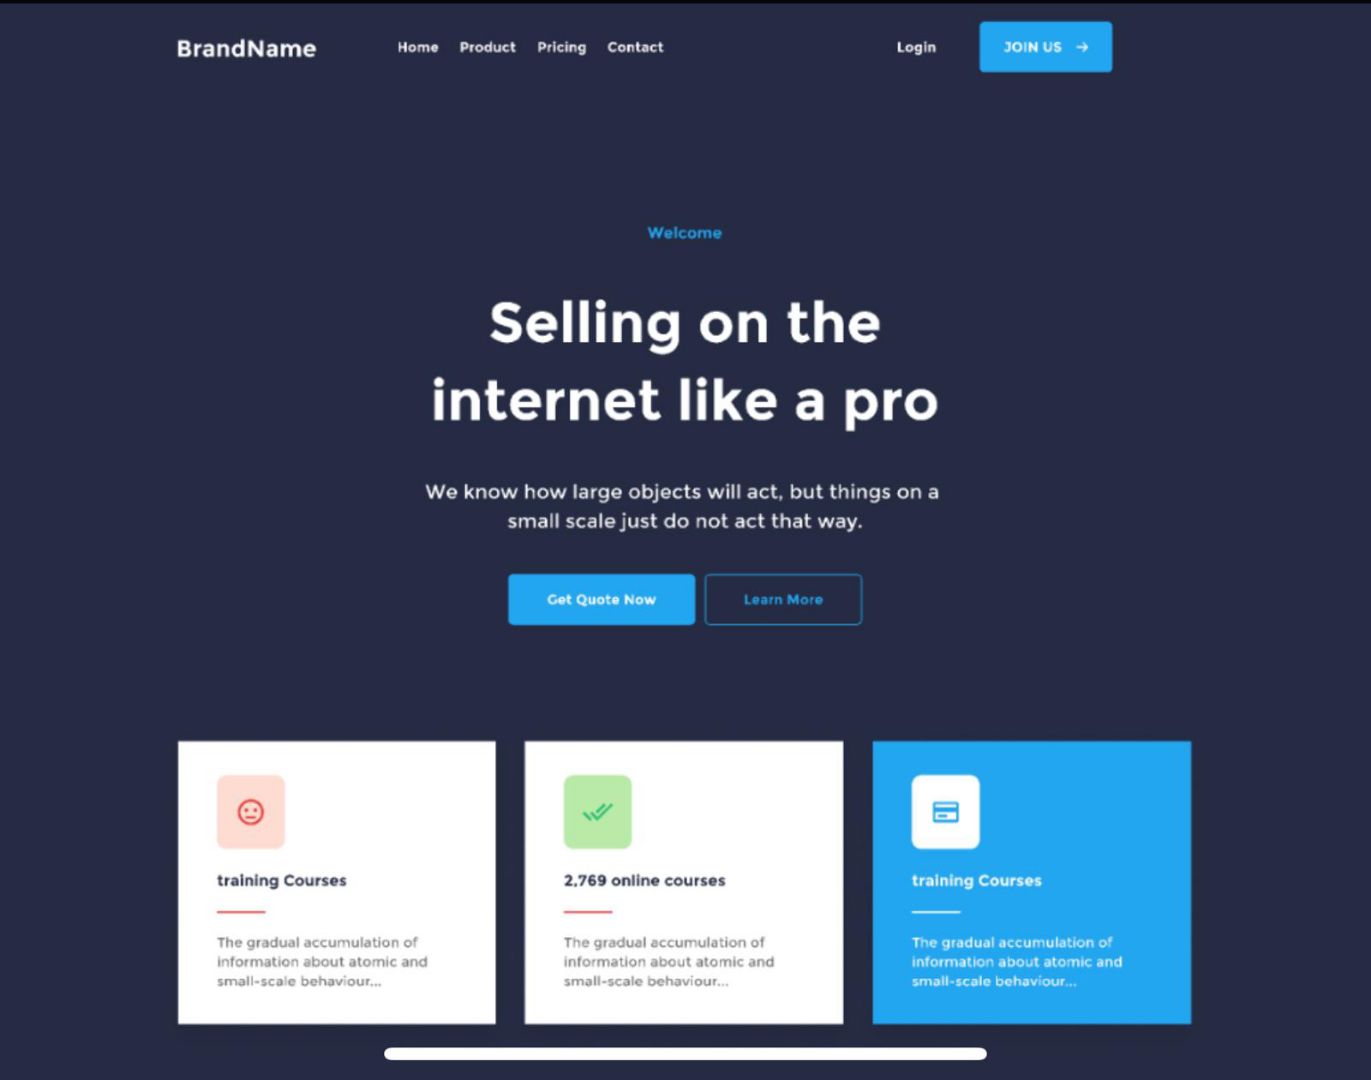 BrandName
Home Product Pricing Contact
Login
JOIN US →
Welcome
Selling on the
internet like a pro
We know how large objects will act, but things on a
small scale just do not act that way.
Get Quote Now
Learn More
training Courses
The gradual accumulation of
information about atomic and
small-scale behaviour...
2,769 online courses
The gradual accumulation of
information about atomic and
small-scale behaviour...
training Courses
The gradual accumulation of
information about atomic and
small-scale behaviour...